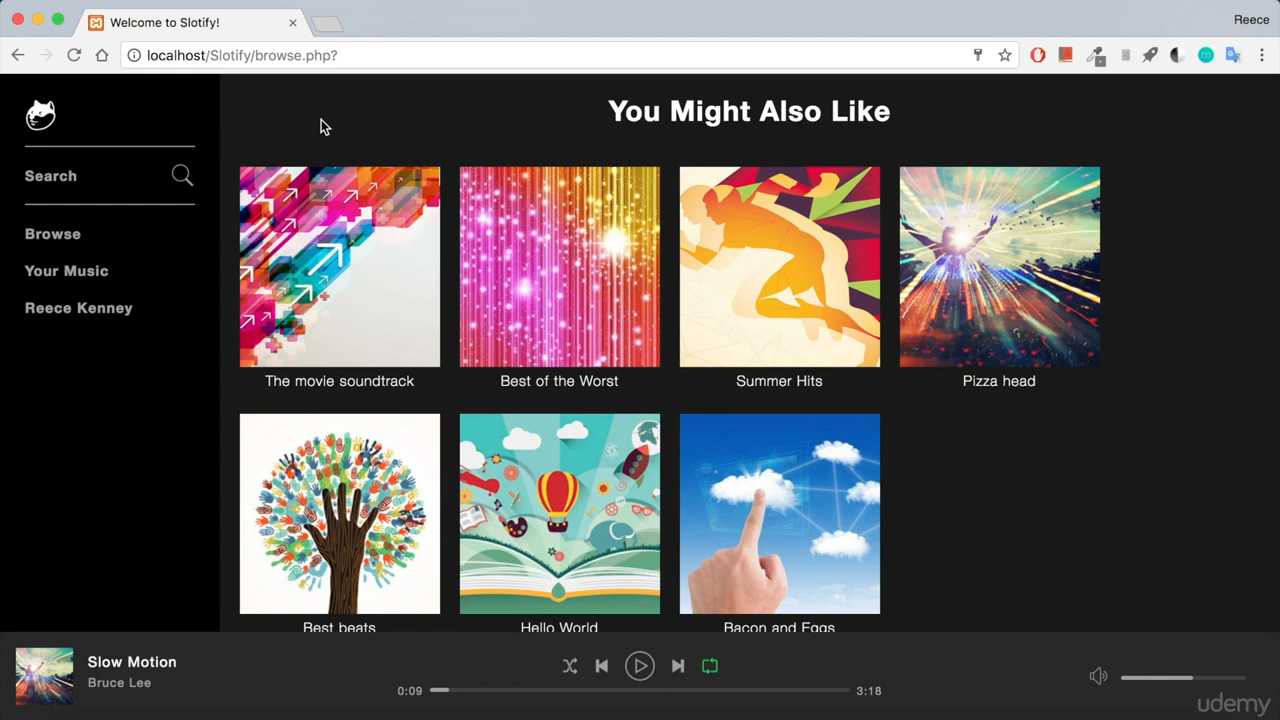 Welcome to Slotify!
Reece
localhost/Slotify/browse.php?
You Might Also Like
Search
Browse
Your Music
Reece Kenney
The movie soundtrack
Best of the Worst
Summer Hits
Pizza head
Best beats
Hello World
Bacon and Eggs
Slow Motion
Bruce Lee
0:09
3:18
udemy